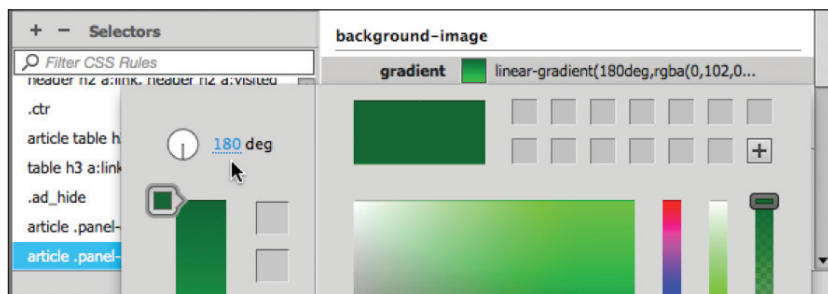 + − Selectors
Filter CSS Rules
header h2 a:link, header h2 a:visited
.ctr
article table h
table h3 a:link
.ad_hide
article .panel-
article .panel-
background-image
gradient linear-gradient(180deg,rgba(0,102,0...
180 deg
+